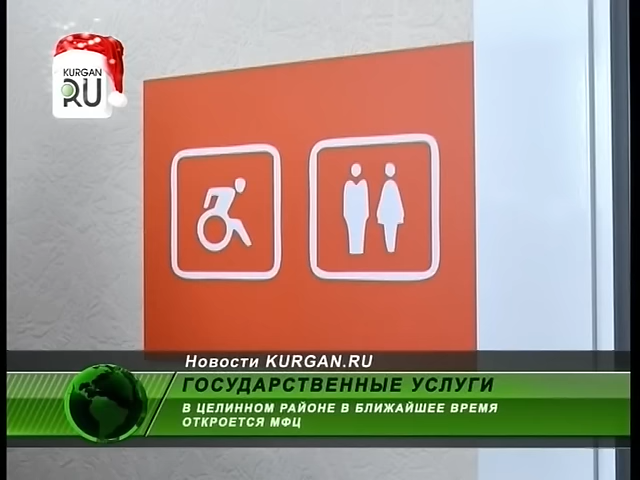 KURGAN
RU
Новости KURGAN.RU
ГОСУДАРСТВЕННЫЕ УСЛУГИ
В ЦЕЛИННОМ РАЙОНЕ В БЛИЖАЙШЕЕ ВРЕМЯ
ОТКРОЕТСЯ МФЦ